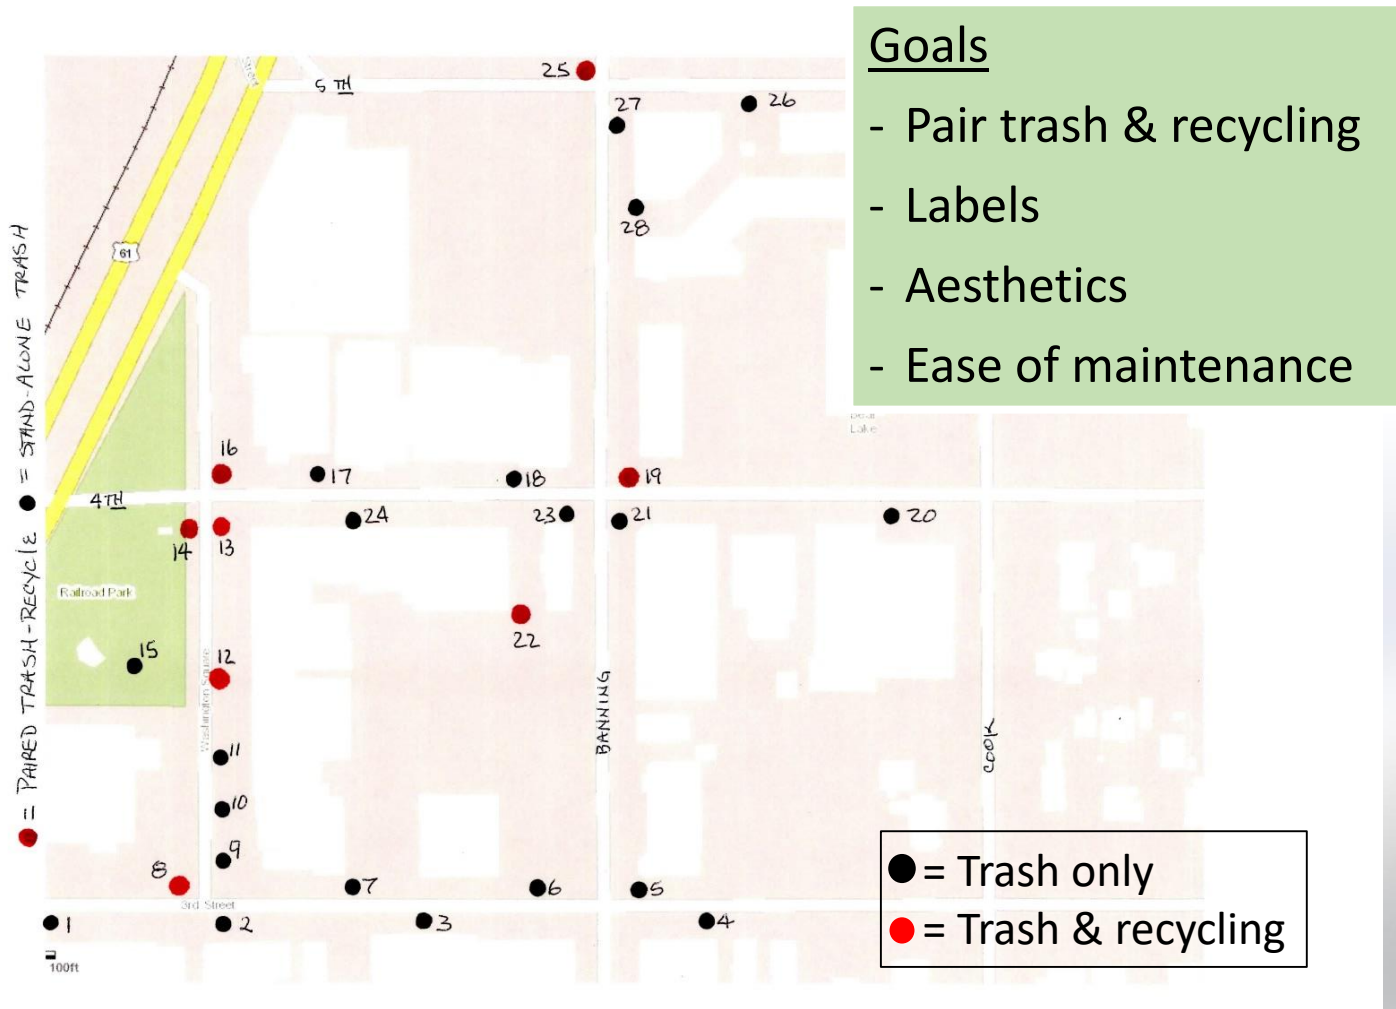 Goals
- Pair trash & recycling
- Labels
- Aesthetics
- Ease of maintenance
25
5 TH
27
26
28
61
Lake
16
17
18
19
4TH
24
23
21
20
14
13
Railroad Park
22
15
12
Washington Square
BANNING
COOK
11
10
9
8
7
6
5
3rd Street
1
2
3
4
100ft
= PAIRED TRASH-RECYCLE = STAND-ALONE TRASH
= Trash only
= Trash & recycling